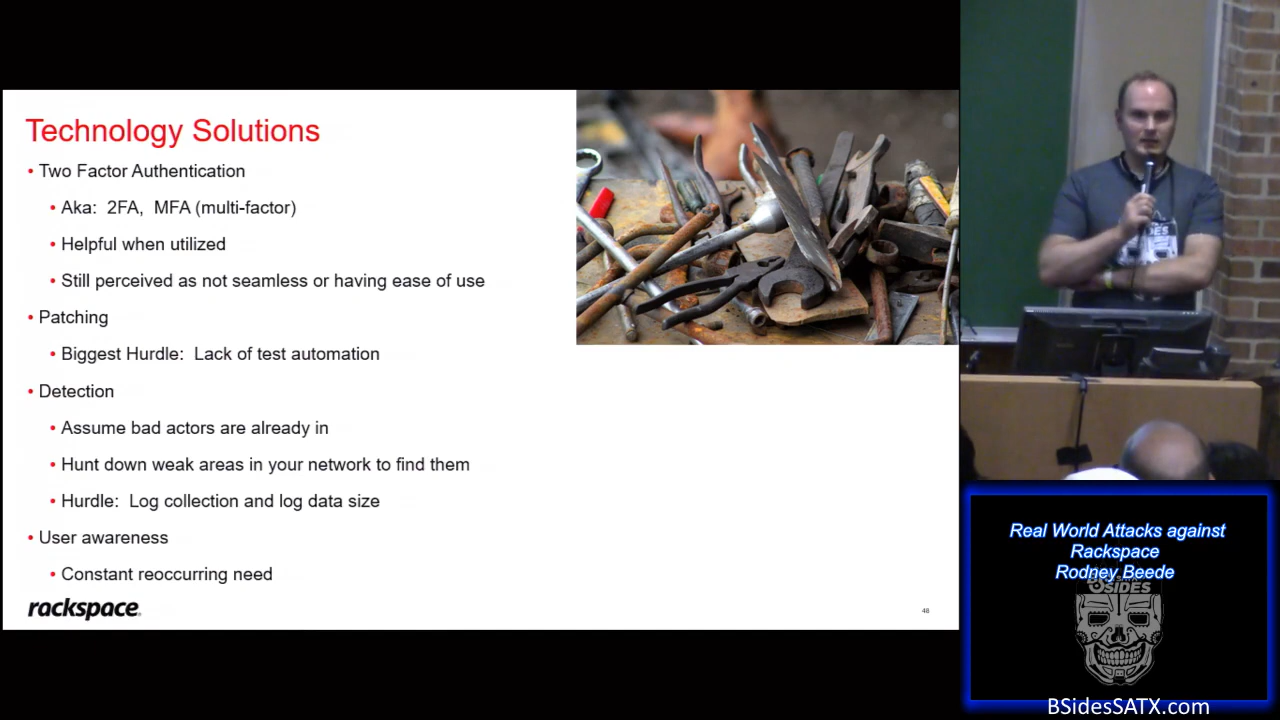 Technology Solutions
• Two Factor Authentication
• Aka: 2FA, MFA (multi-factor)
• Helpful when utilized
• Still perceived as not seamless or having ease of use
• Patching
• Biggest Hurdle: Lack of test automation
• Detection
• Assume bad actors are already in
• Hunt down weak areas in your network to find them
• Hurdle: Log collection and log data size
• User awareness
• Constant reoccurring need
rackspace
48
SIDES
Real World Attacks against
Rackspace
Rodney Beede
BSIDES
BSidesSATX.com